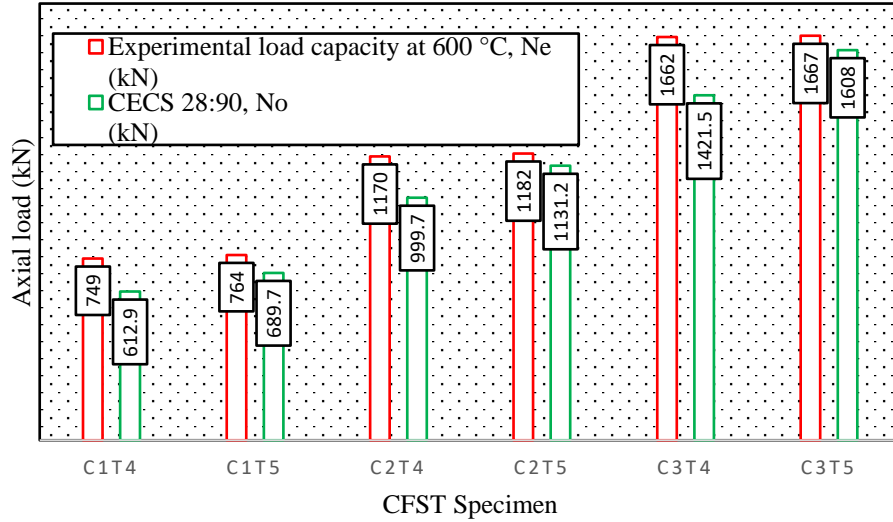 Experimental load capacity at 600 °C, Ne
(kN)
CECS 28:90, No
(kN)
Axial load (kN)
749
612.9
764
689.7
1170
999.7
1182
1131.2
1662
1421.5
1667
1608
C1T4 C1T5 C2T4 C2T5 C3T4 C3T5
CFST Specimen